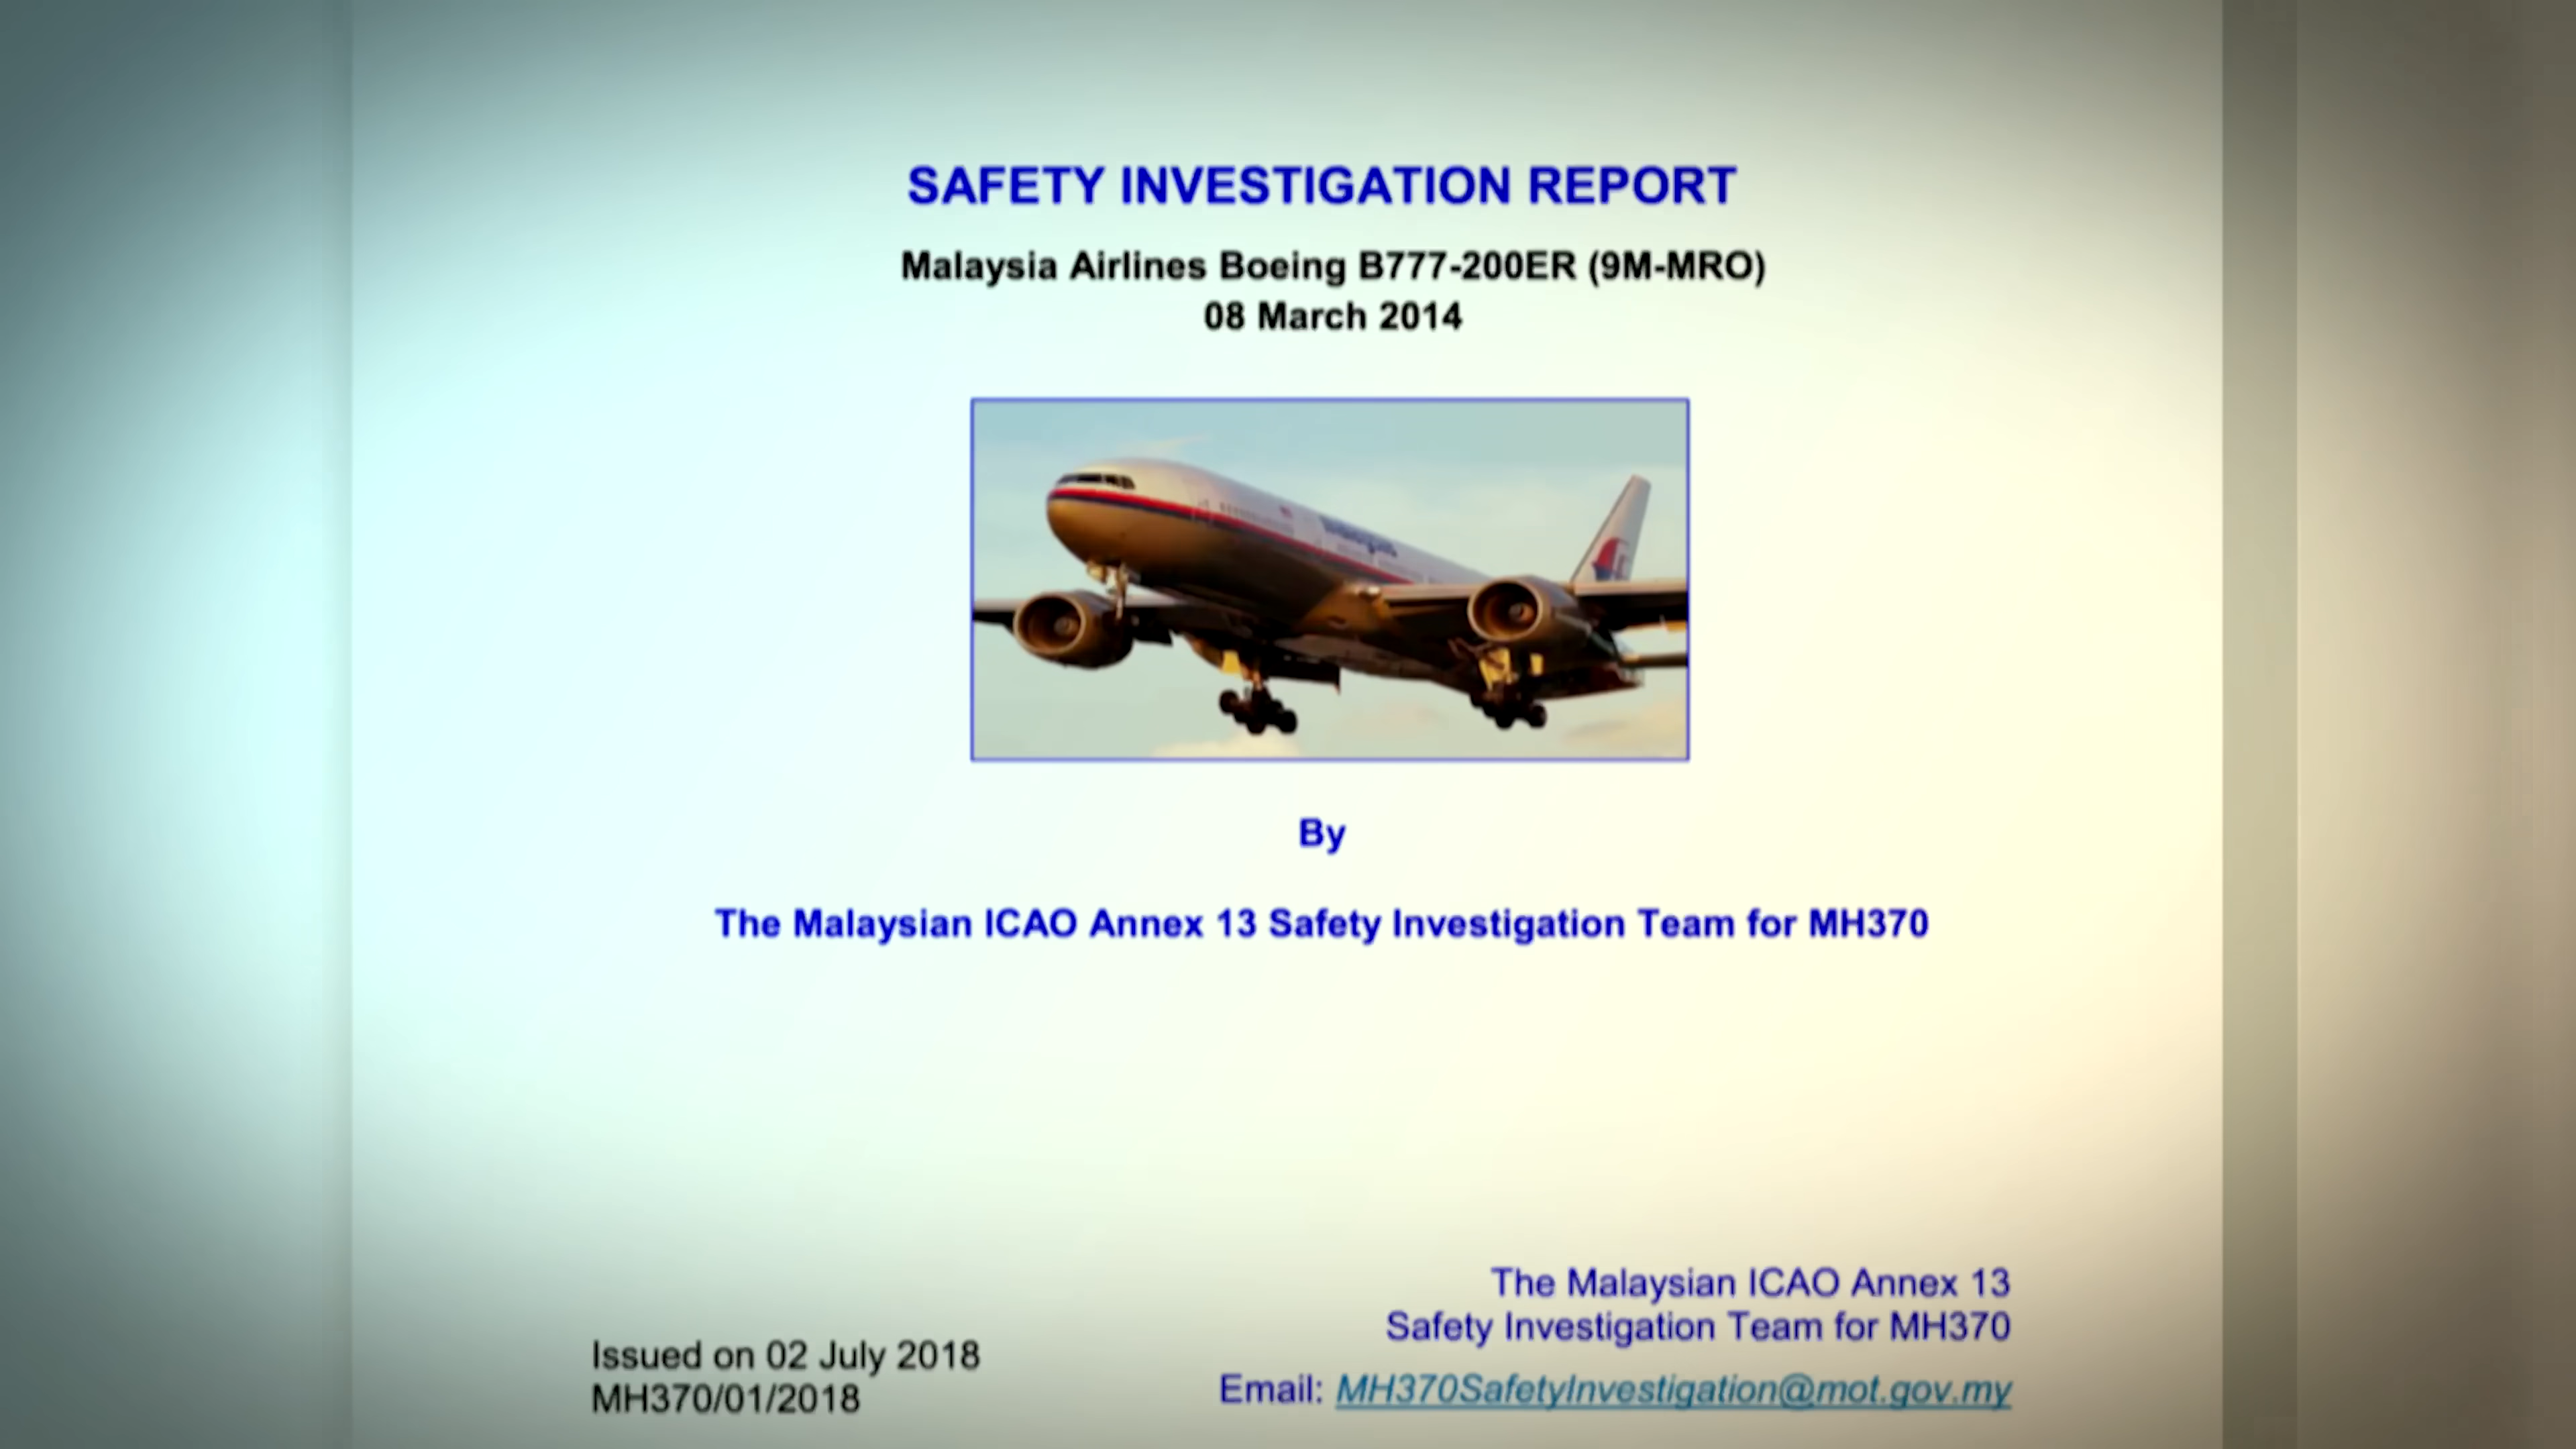 SAFETY INVESTIGATION REPORT
Malaysia Airlines Boeing B777-200ER (9M-MRO)
08 March 2014
By
The Malaysian ICAO Annex 13 Safety Investigation Team for MH370
Issued on 02 July 2018
MH370/01/2018
The Malaysian ICAO Annex 13
Safety Investigation Team for MH370
Email: MH370SafetyInvestigation@mot.gov.my